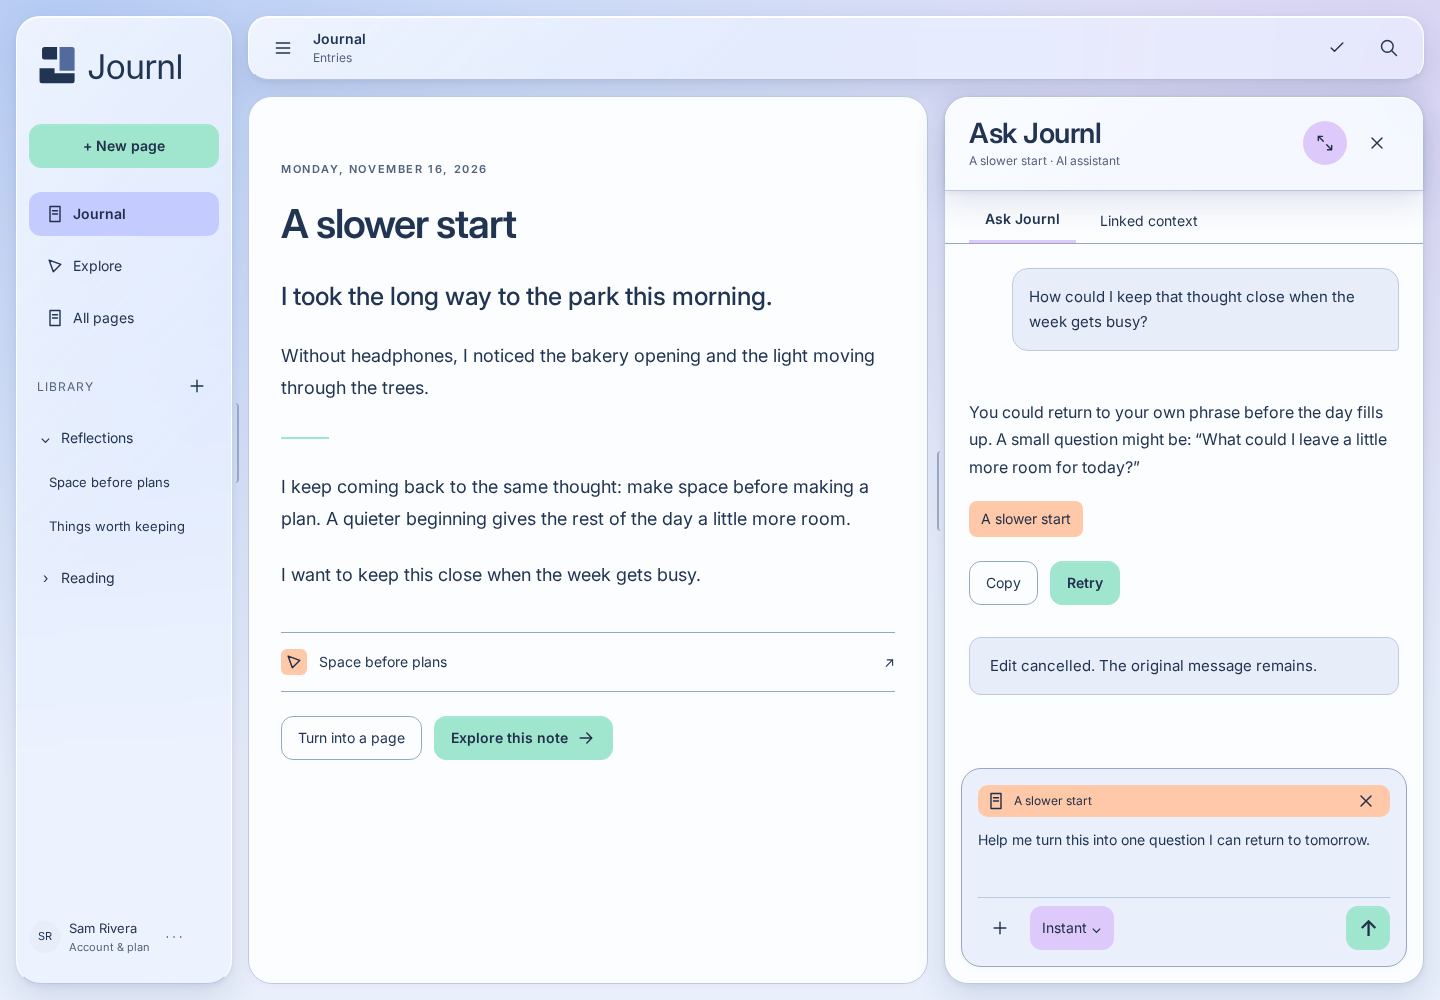 Journl
+ New page
Journal
Explore
All pages
LIBRARY
Reflections
Space before plans
Things worth keeping
Reading
SR
Sam Rivera
Account & plan
Journal
Entries
MONDAY, NOVEMBER 16, 2026
A slower start
I took the long way to the park this morning.
Without headphones, I noticed the bakery opening and the light moving
through the trees.
I keep coming back to the same thought: make space before making a
plan. A quieter beginning gives the rest of the day a little more room.
I want to keep this close when the week gets busy.
Space before plans
Turn into a page
Explore this note
Ask Journl
A slower start · AI assistant
Ask Journl
Linked context
How could I keep that thought close when the
week gets busy?
You could return to your own phrase before the day fills
up. A small question might be: “What could I leave a little
more room for today?”
A slower start
Copy
Retry
Edit cancelled. The original message remains.
A slower start
Help me turn this into one question I can return to tomorrow.
Instant